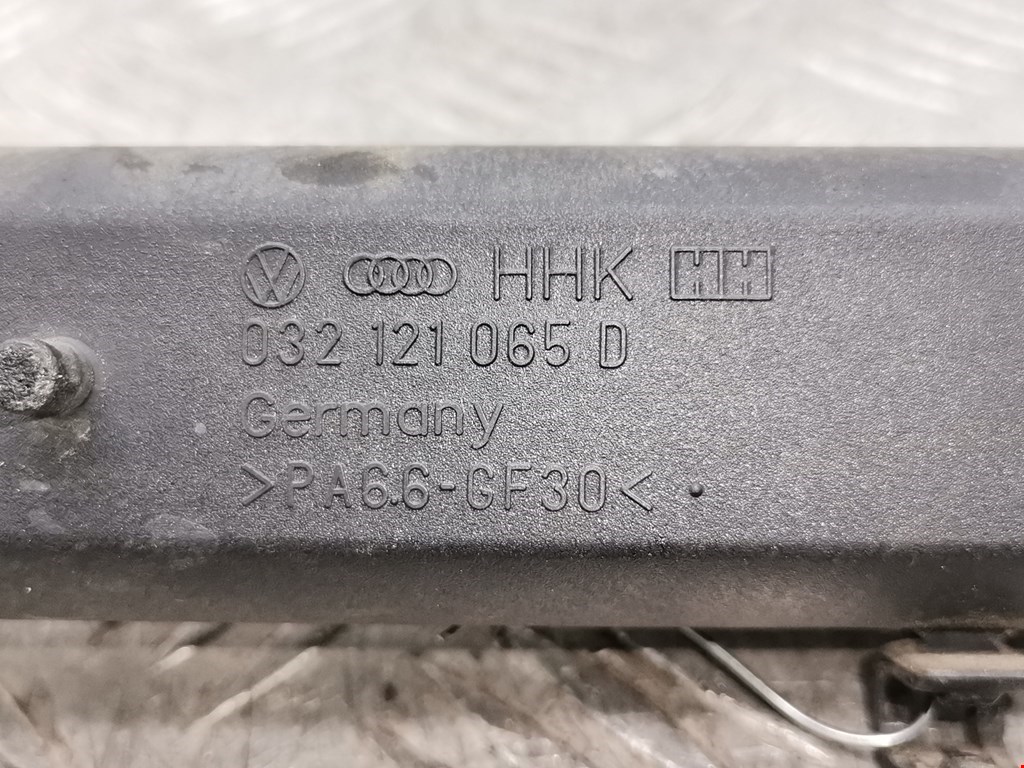 HHK
032 121 065 D
Germany
>PA6.6-GF30<